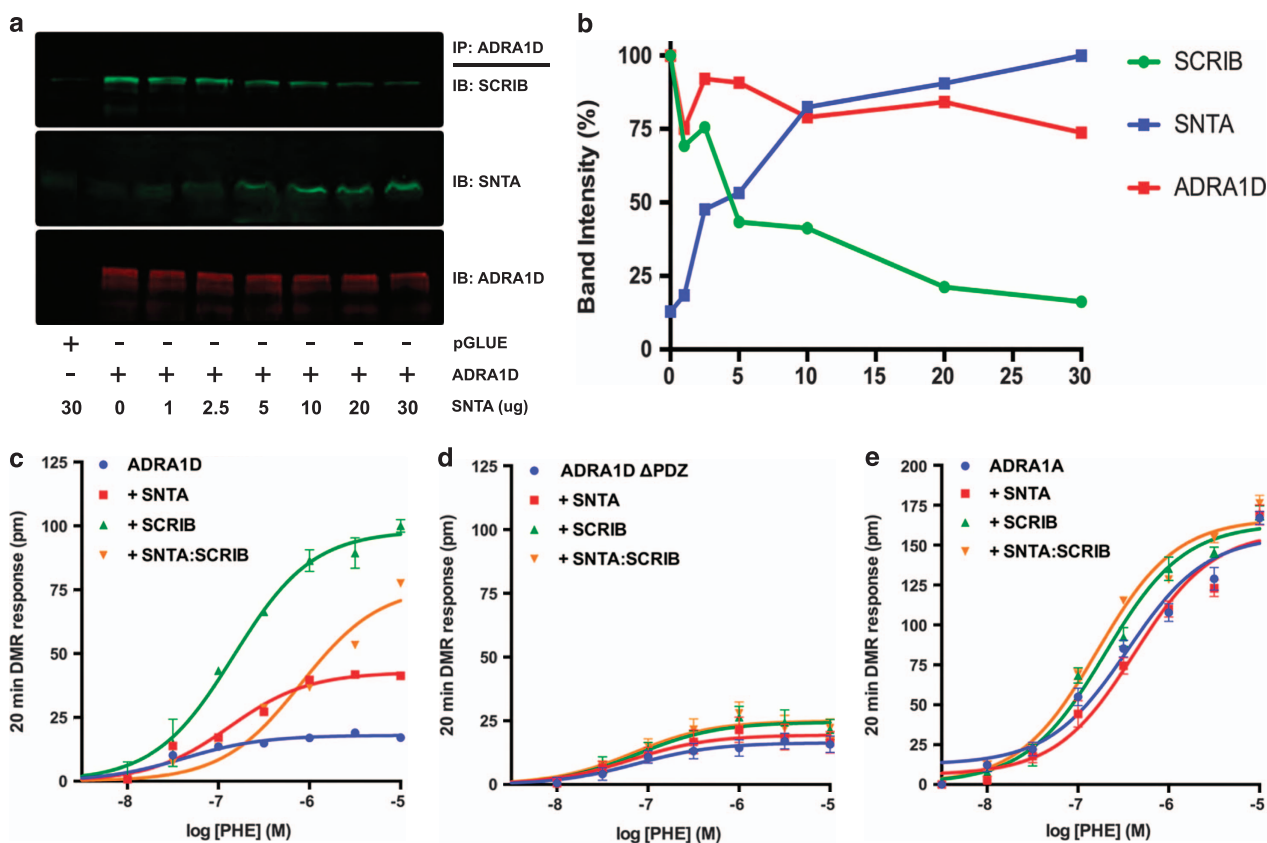 a
IP: ADRA1D
IB: SCRIB
IB: SNTA
IB: ADRA1D
+ - - - - - - - pGLUE
- + + + + + + + ADRA1D
30 0 1 2.5 5 10 20 30 SNTA (ug)
b
Band Intensity (%)
100
75
50
25
0
0 5 10 15 20 25 30
SCRIB
SNTA
ADRA1D
c
20 min DMR response (pm)
125
100
75
50
25
0
ADRA1D
+ SNTA
+ SCRIB
+ SNTA:SCRIB
-8 -7 -6 -5
log [PHE] (M)
d
20 min DMR response (pm)
125
100
75
50
25
0
ADRA1D ΔPDZ
+ SNTA
+ SCRIB
+ SNTA:SCRIB
-8 -7 -6 -5
log [PHE] (M)
e
20 min DMR response (pm)
200
175
150
125
100
75
50
25
0
ADRA1A
+ SNTA
+ SCRIB
+ SNTA:SCRIB
-8 -7 -6 -5
log [PHE] (M)